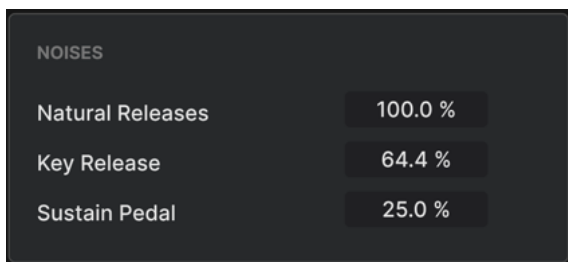 NOISES
Natural Releases 100.0 %
Key Release 64.4 %
Sustain Pedal 25.0 %